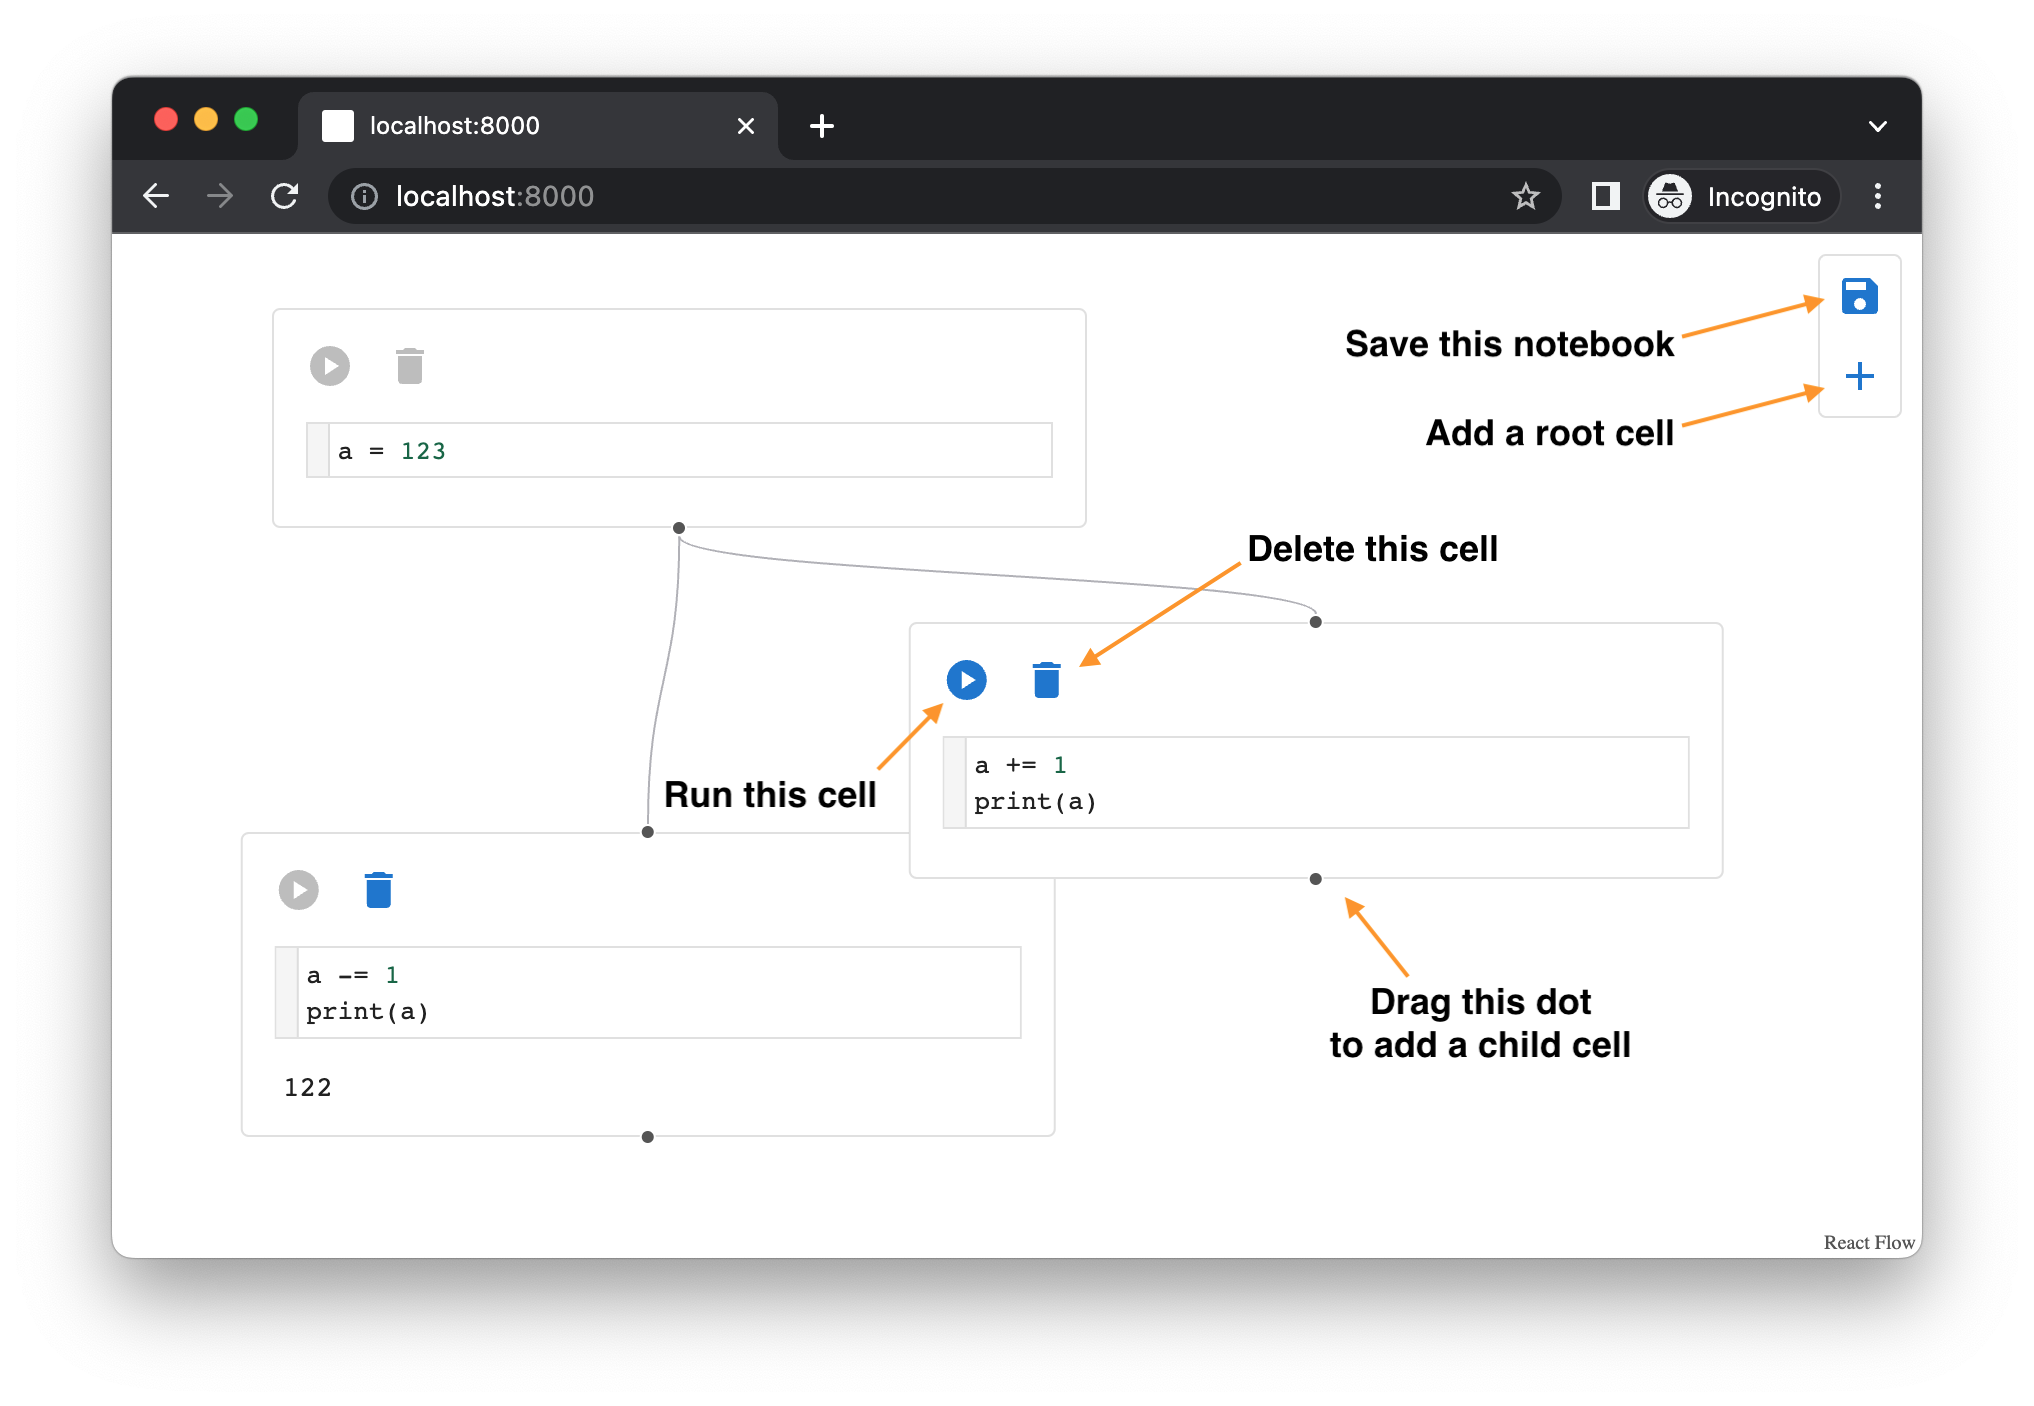 localhost:8000
localhost:8000
Incognito
Save this notebook
a = 123
Add a root cell
Delete this cell
a += 1
print(a)
Run this cell
a -= 1
print(a)
122
Drag this dot
to add a child cell
React Flow